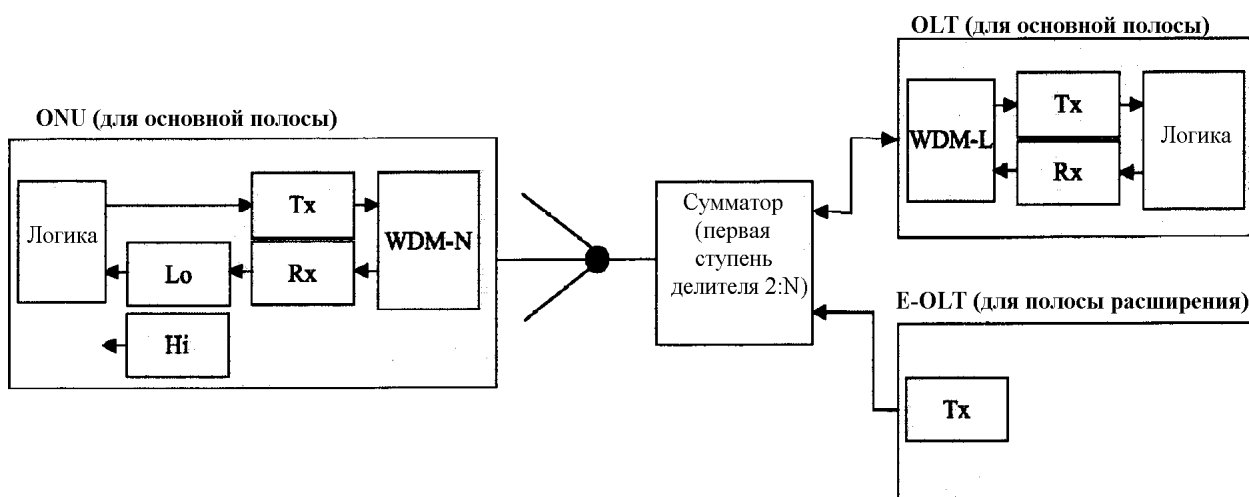 OLT (для основной полосы)
WDM-L
Tx
Rx
Логика
ONU (для основной полосы)
Логика
Tx
Lo
Rx
Hi
WDM-N
Сумматор
(первая
ступень
делителя 2:N)
E-OLT (для полосы расширения)
Tx